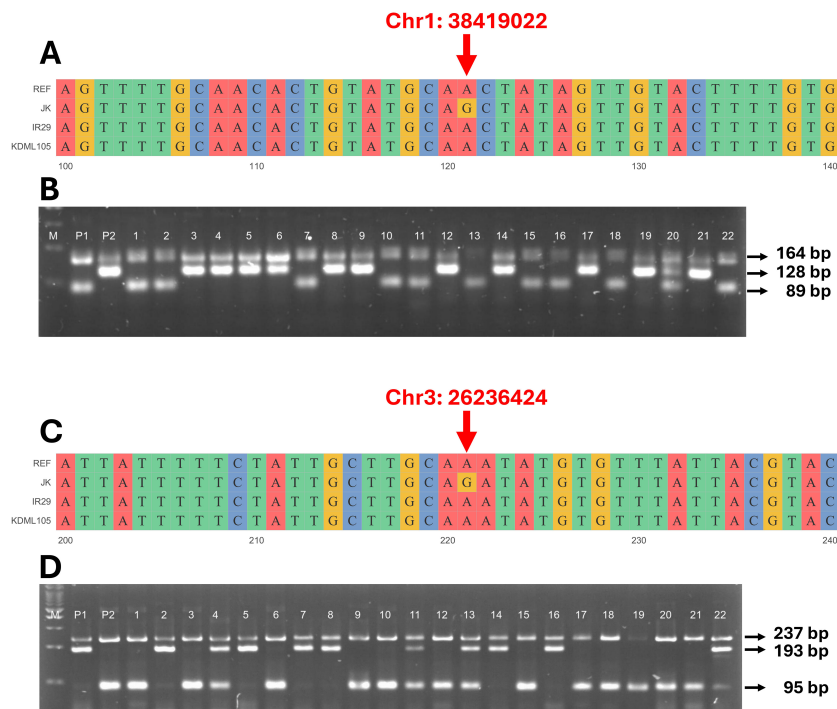 Chr1: 38419022
A
REF A G T T T T G C A A C A C T G T A T G C A A C T A T A G T T G T A C T T T T G T G
JK A G T T T T G C A A C A C T G T A T G C A G C T A T A G T T G T A C T T T T G T G
IR29 A G T T T T G C A A C A C T G T A T G C A A C T A T A G T T G T A C T T T T G T G
KDML105 A G T T T T G C A A C A C T G T A T G C A A C T A T A G T T G T A C T T T T G T G
100 110 120 130 140
B
M P1 P2 1 2 3 4 5 6 7 8 9 10 11 12 13 14 15 16 17 18 19 20 21 22
164 bp
128 bp
89 bp
Chr3: 26236424
C
REF A T T A T T T T T C T A T T G C T T G C A A A T A T G T G T T T A T T A C G T A C
JK A T T A T T T T T C T A T T G C T T G C A G A T A T G T G T T T A T T A C G T A C
IR29 A T T A T T T T T C T A T T G C T T G C A A A T A T G T G T T T A T T A C G T A C
KDML105 A T T A T T T T T C T A T T G C T T G C A A A T A T G T G T T T A T T A C G T A C
200 210 220 230 240
D
M P1 P2 1 2 3 4 5 6 7 8 9 10 11 12 13 14 15 16 17 18 19 20 21 22
237 bp
193 bp
95 bp